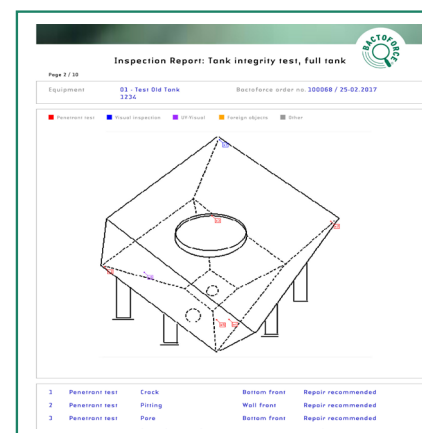 BACTOFORCE
Inspection Report: Tank integrity test, full tank
Page 2 / 10
Equipment 01 - Test Old Tank Bactoforce order no. 100068 / 25-02.2017
1234
Penetrant test Visual Inspection UV-Visual Foreign objects Other
1 Penetrant test Crack Bottom front Repair recommended
2 Penetrant test Pitting Wall front Repair recommended
3 Penetrant test Pore Bottom front Repair recommended